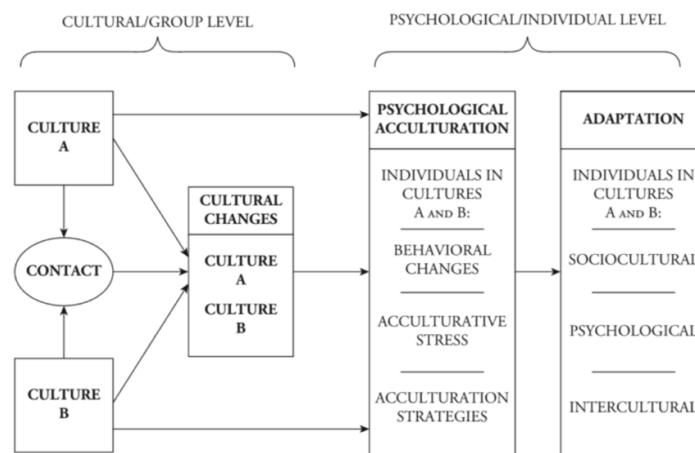 CULTURAL/GROUP LEVEL
PSYCHOLOGICAL/INDIVIDUAL LEVEL
CULTURE
A
CONTACT
CULTURE
B
CULTURAL
CHANGES
CULTURE
A
CULTURE
B
PSYCHOLOGICAL
ACCULTURATION
INDIVIDUALS IN
CULTURES
A AND B:
BEHAVIORAL
CHANGES
ACCULTURATIVE
STRESS
ACCULTURATION
STRATEGIES
ADAPTATION
INDIVIDUALS IN
CULTURES
A AND B:
SOCIOCULTURAL
PSYCHOLOGICAL
INTERCULTURAL